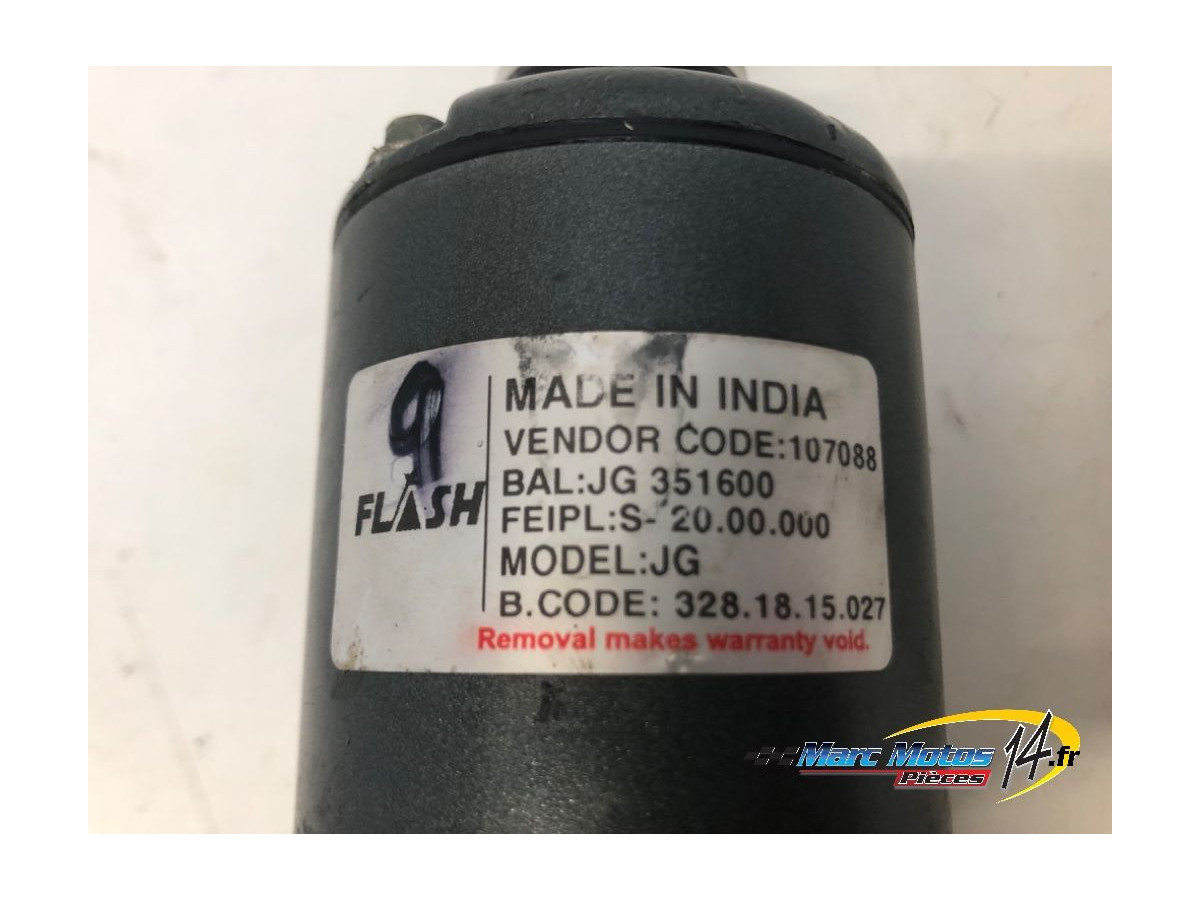 9
FLASH
MADE IN INDIA
VENDOR CODE:107088
BAL:JG 351600
FEIPL:S- 20.00.000
MODEL:JG
B.CODE: 328.18.15.027
Removal makes warranty void.
Marc Motos 14.fr
Pièces